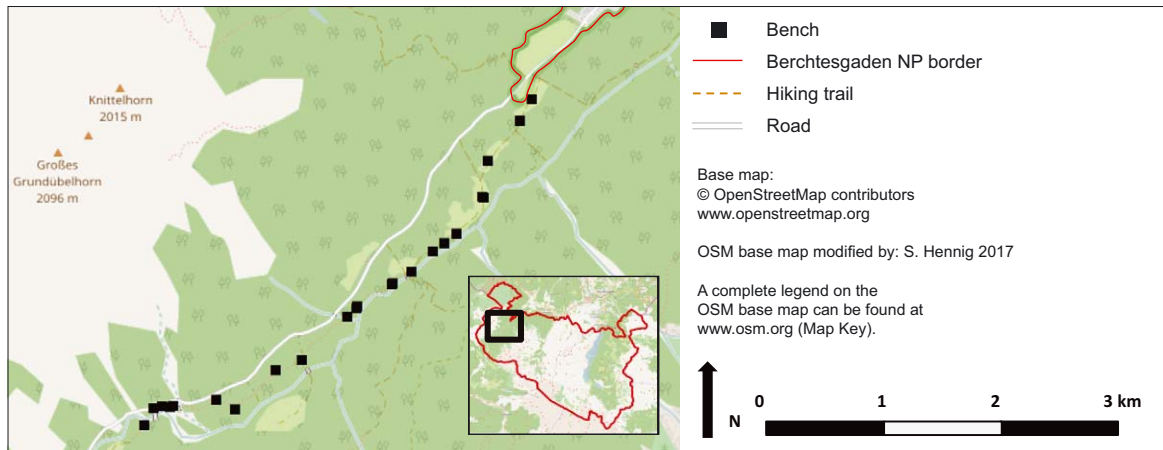 Knittelhorn
2015 m
Großes
Grundübelhorn
2096 m
Bench
Berchtesgaden NP border
Hiking trail
Road
Base map:
© OpenStreetMap contributors
www.openstreetmap.org
OSM base map modified by: S. Hennig 2017
A complete legend on the
OSM base map can be found at
www.osm.org (Map Key).
N
0 1 2 3 km